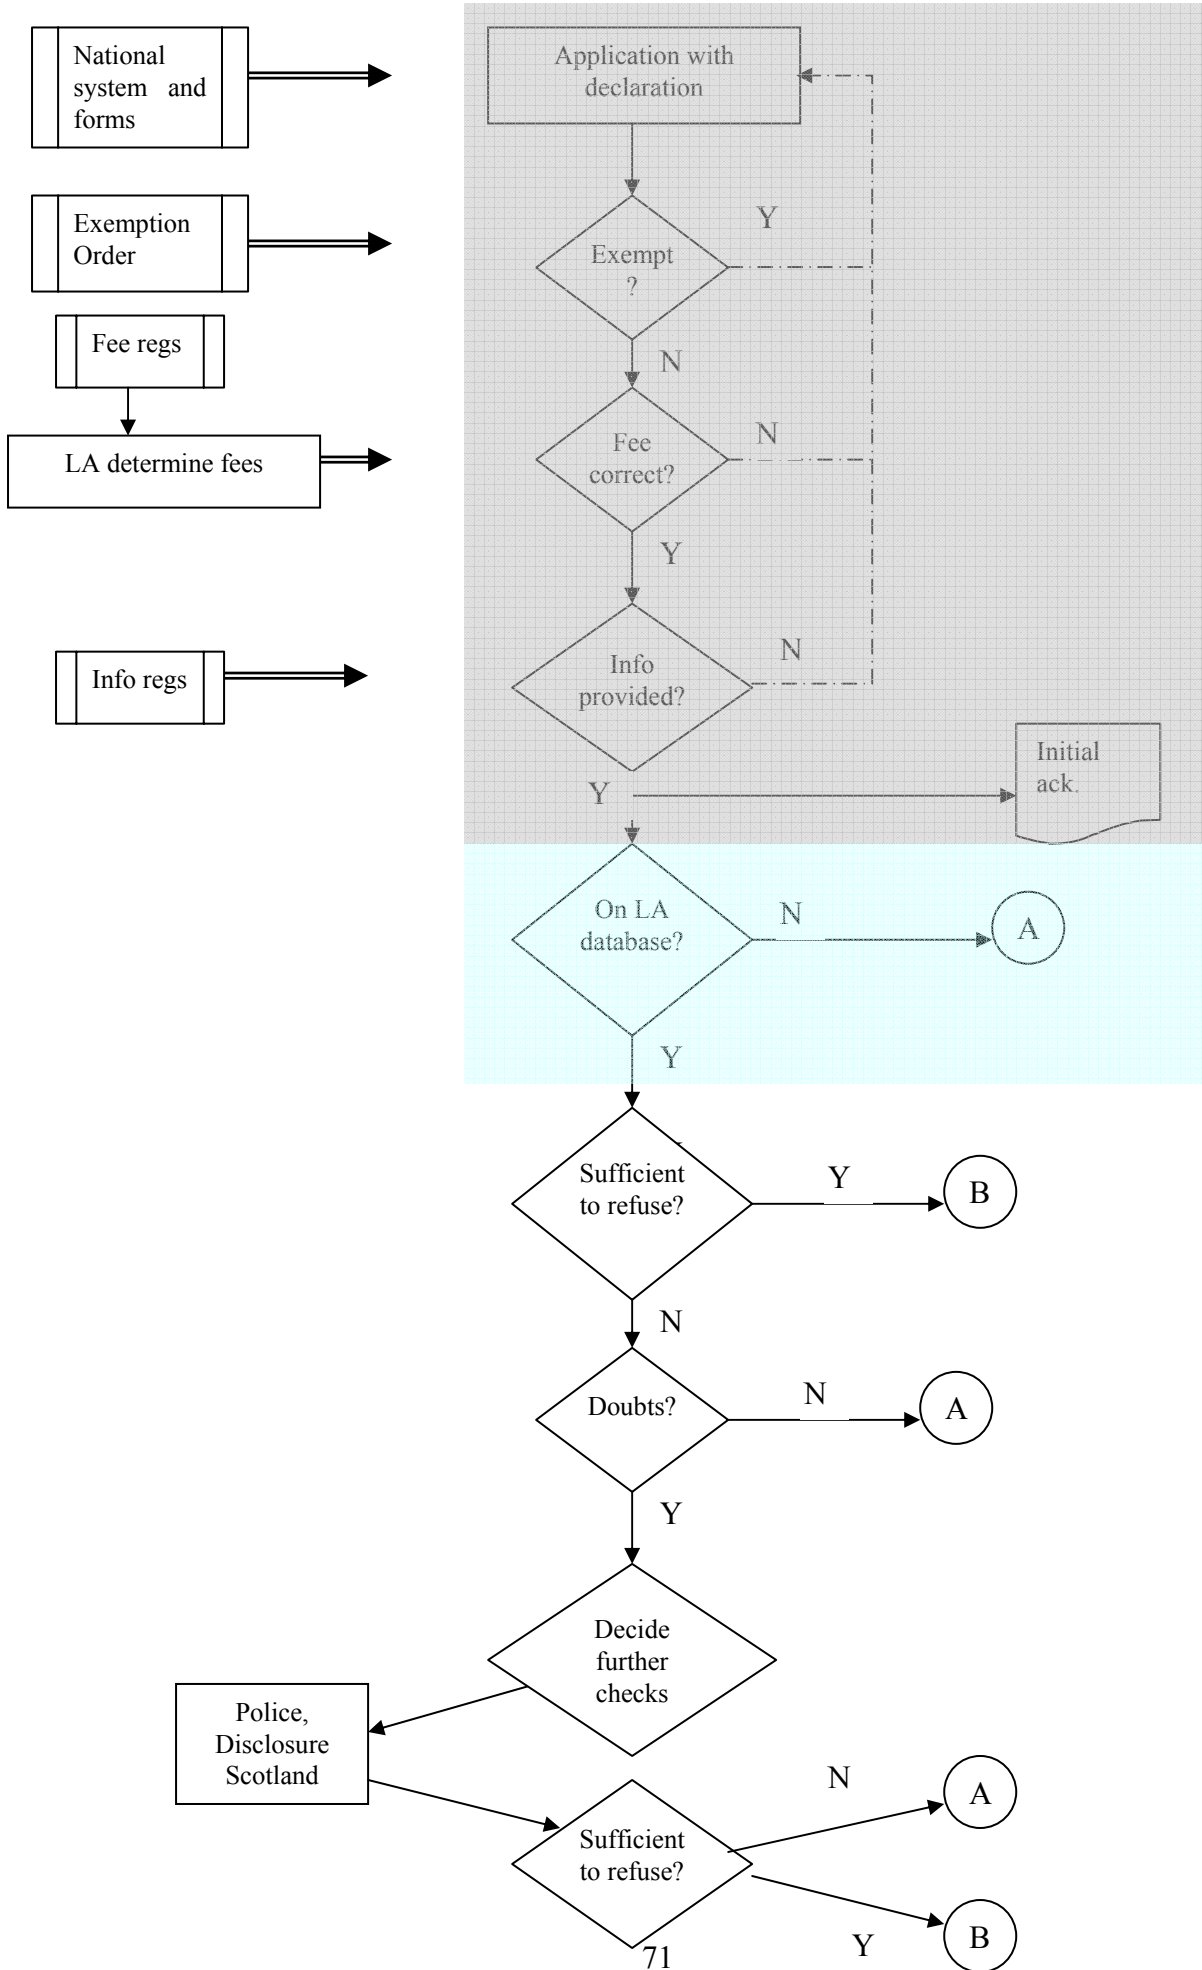 National
system and
forms
Application with
declaration
Exemption
Order
Y
Exempt
?
Fee regs
N
LA determine fees
Fee
correct?
N
Y
Info regs
Info
provided?
N
Y
Initial
ack.
On LA
database?
N
A
Y
Sufficient
to refuse?
Y
B
N
Doubts?
N
A
Y
Decide
further
checks
Police,
Disclosure
Scotland
Sufficient
to refuse?
N
A
Y
B
71